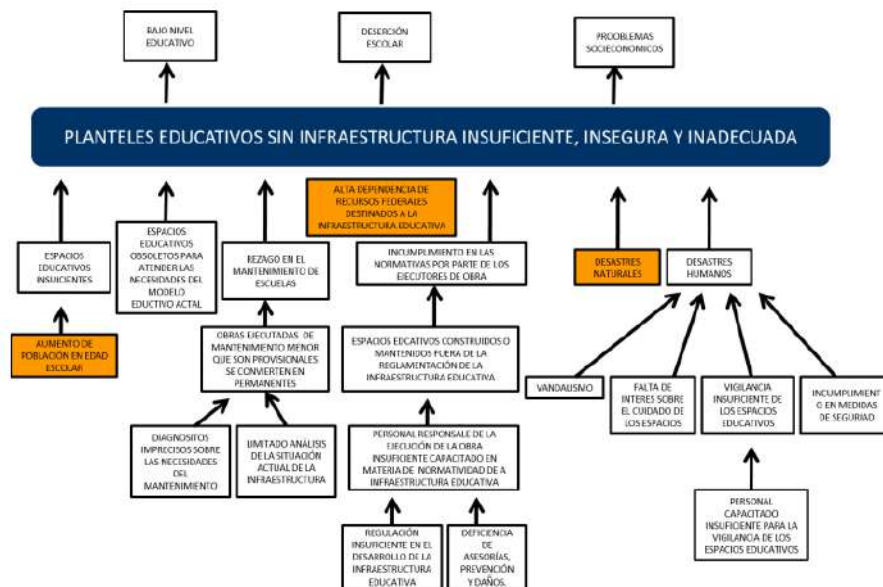 BAJO NIVEL
EDUCATIVO
DESERCIÓN
ESCOLAR
PROOBLEMAS
SOCIOECONOMICOS
PLANTELES EDUCATIVOS SIN INFRAESTRUCTURA INSUFICIENTE, INSEGURA Y INADECUADA
ALTA DEPENDENCIA DE
RECURSOS FEDERALES
DESTINADOS A LA
INFRAESTRUCTURA EDUCATIVA
ESPACIOS
EDUCATIVOS
INSUICIENTES
ESPACIOS
EDUCATIVOS
OBSOLETOS PARA
ATENDER LAS
NECESIDADES DEL
MODELO
EDUCTIVO ACTAL
REZAGO EN EL
MANTENIMIENTO DE
ESCUELAS
INCUMPLIMIENTO EN LAS
NORMATIVAS POR PARTE DE LOS
EJECUTORES DE OBRA
DESASTRES
NATURALES
DESASTRES
HUMANOS
AUMENTO DE
POBLACIÓN EN EDAD
ESCOLAR
OBRAS EJECUTADAS DE
MANTENIMIENTO MENOR
QUE SON PROVISIONALES
SE CONVIERTEN EN
PERMANENTES
ESPACIOS EDCATIVOS CONSTRUIDOS O
MANTENIDOS FUERA DE LA
REGLAMENTACIÓN DE LA
INFRAESTRUCTURA EDUCATIVA.
VANDALISMO
FALTA DE
INTERES SOBRE
EL CUIDADO DE
LOS ESPACIOS
VIGILANCIA
INSUFICIENTE DE
LOS ESPACIOS
EDUCATIVOS
INCUMPLIMIENT
O EN MEDIDAS
DE SEGURIAD
DIAGNOSTICOS
IMPRECISOS SOBRE
LAS NECESIDADES
DEL
MANTENIMIENTO
LIMITADO ANÁLISIS
DE LA SITUACIÓN
ACTUAL DE LA
INFRAESTRUCTURA
PERSONAL RESPONSALE DE LA
EJECUCIÓN DE LA OBRA
INSUFICIENTE CAPACITADO EN
MATERIA DE NORMATIVIDAD DE A
INFRAESTRUCTURA EDUCATIVA
PERSONAL
CAPACITADO
INSUFICIENTE PARA LA
VIGILANCIA DE LOS
ESPACIOS EDUCATIVOS
REGULACIÓN
INSUFICIENTE EN EL
DESARROLLO DE LA
INFRAESTRUCTURA
EDUCATIVA
DEFICIENCIA
DE
ASESORÍAS,
PREVENCIÓN
Y DAÑOS.